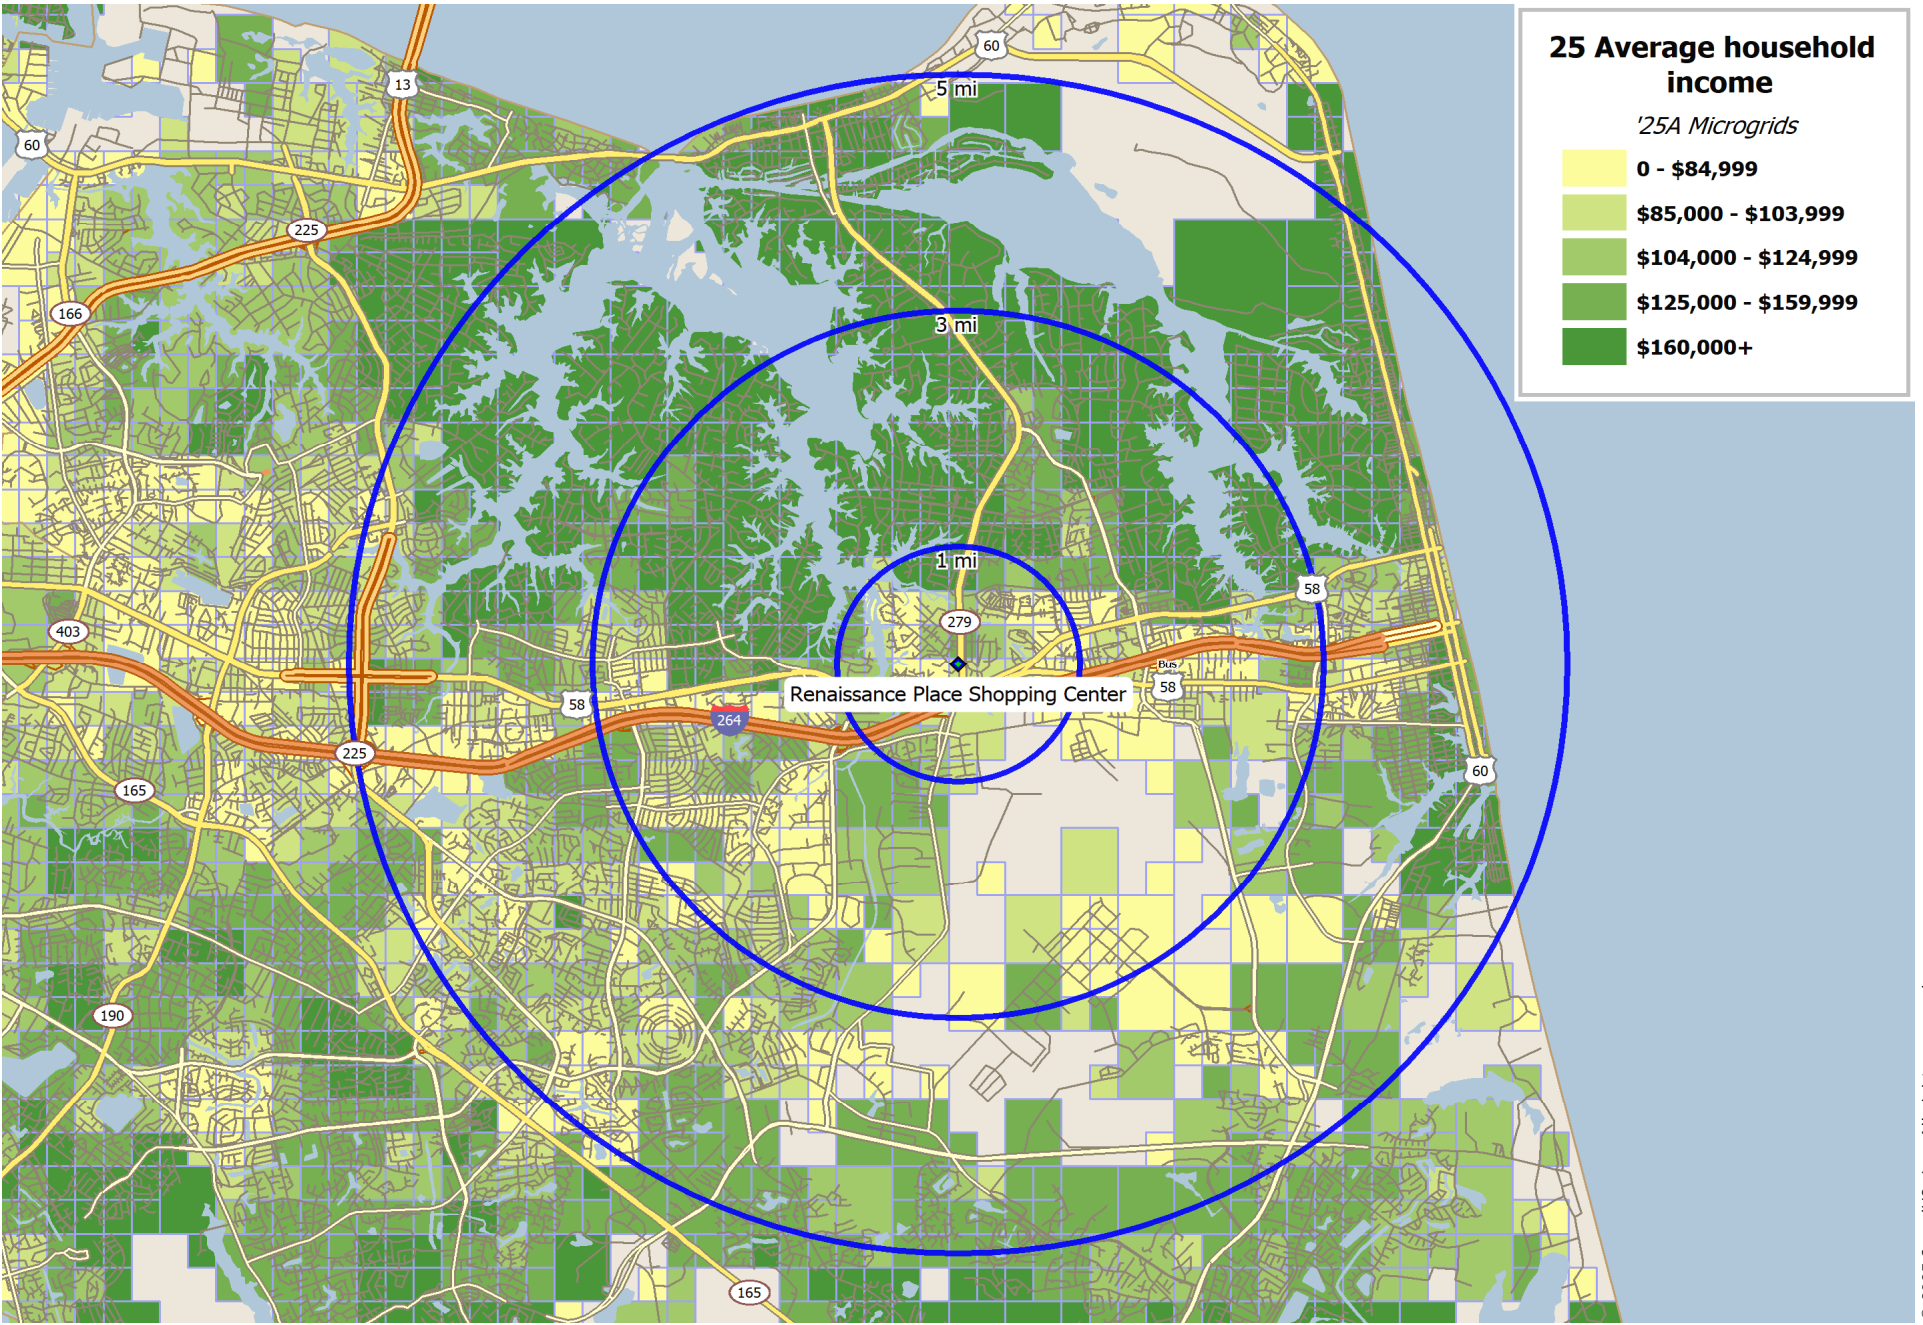 25 Average household
income
'25A Microgrids
0 - $84,999
$85,000 - $103,999
$104,000 - $124,999
$125,000 - $159,999
$160,000+
60
13
5 mi
60
225
166
3 mi
1 mi
58
279
403
Bus
58
Renaissance Place Shopping Center
58
264
225
60
165
190
165